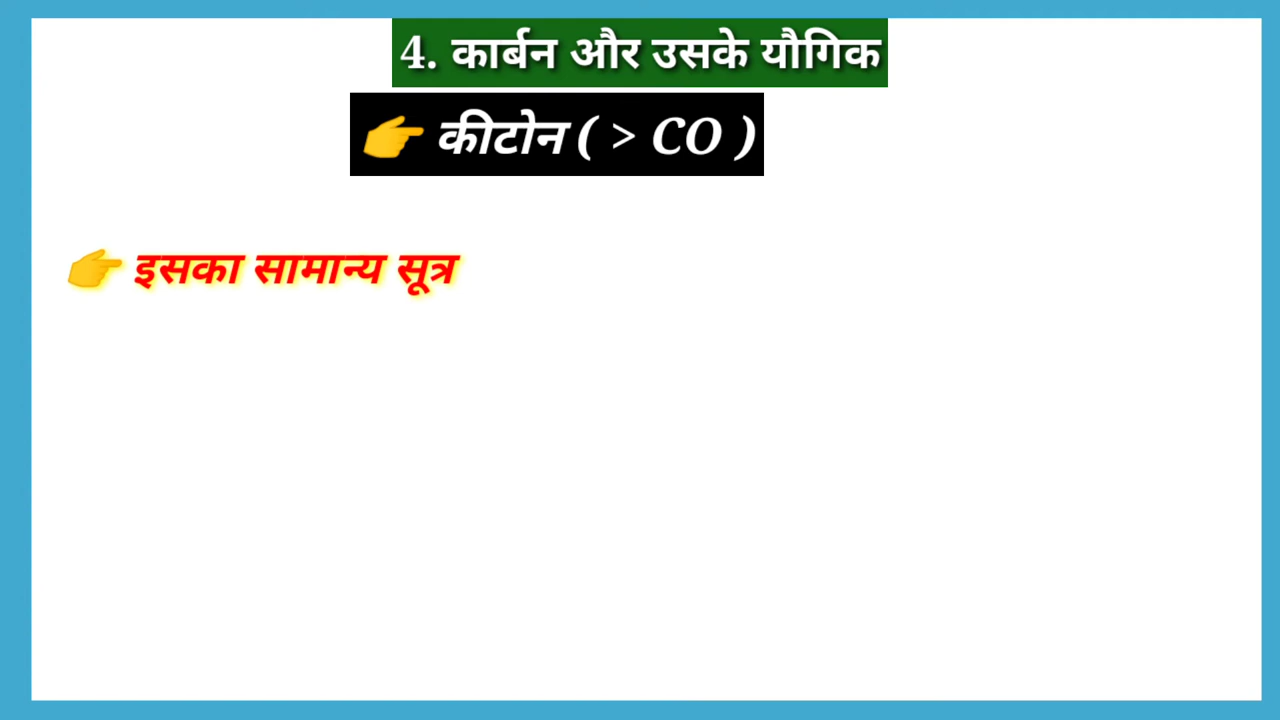 4. कार्बन और उसके यौगिक
👉 कीटोन ( > CO )
👉 इसका सामान्य सूत्र